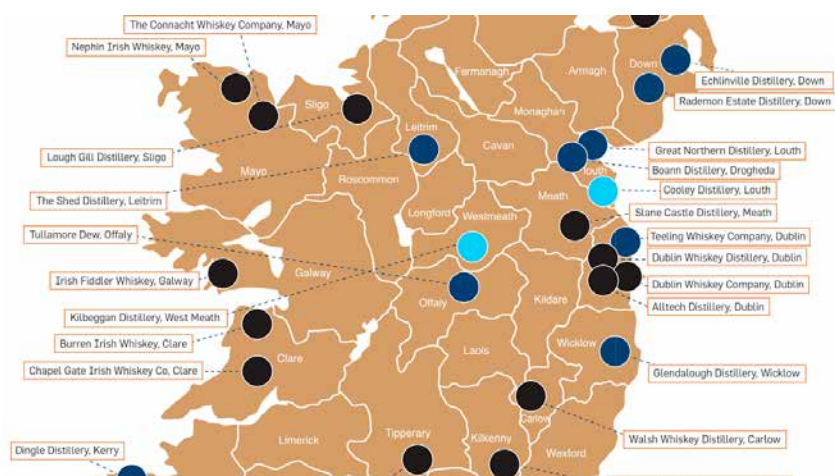 The Connacht Whiskey Company, Mayo
Nephin Irish Whiskey, Mayo
Fermanagh
Armagh
Down
Echlinville Distillery, Down
Rademon Estate Distillery, Down
Monaghan
Sligo
Leitrim
Cavan
Great Northern Distillery, Louth
Lough Gill Distillery, Sligo
Boann Distillery, Drogheda
Mayo
Roscommon
Louth
Cooley Distillery, Louth
The Shed Distillery, Leitrim
Longford
Westmeath
Meath
Slane Castle Distillery, Meath
Tullamore Dew, Offaly
Teeling Whiskey Company, Dublin
Dublin Whiskey Distillery, Dublin
Irish Fiddler Whiskey, Galway
Galway
Dublin Whiskey Company, Dublin
Offaly
Kildare
Alltech Distillery, Dublin
Kilbeggan Distillery, West Meath
Burren Irish Whiskey, Clare
Wicklow
Laois
Clare
Chapel Gate Irish Whiskey Co, Clare
Glendalough Distillery, Wicklow
Carlow
Limerick
Tipperary
Kilkenny
Walsh Whiskey Distillery, Carlow
Dingle Distillery, Kerry
Wexford